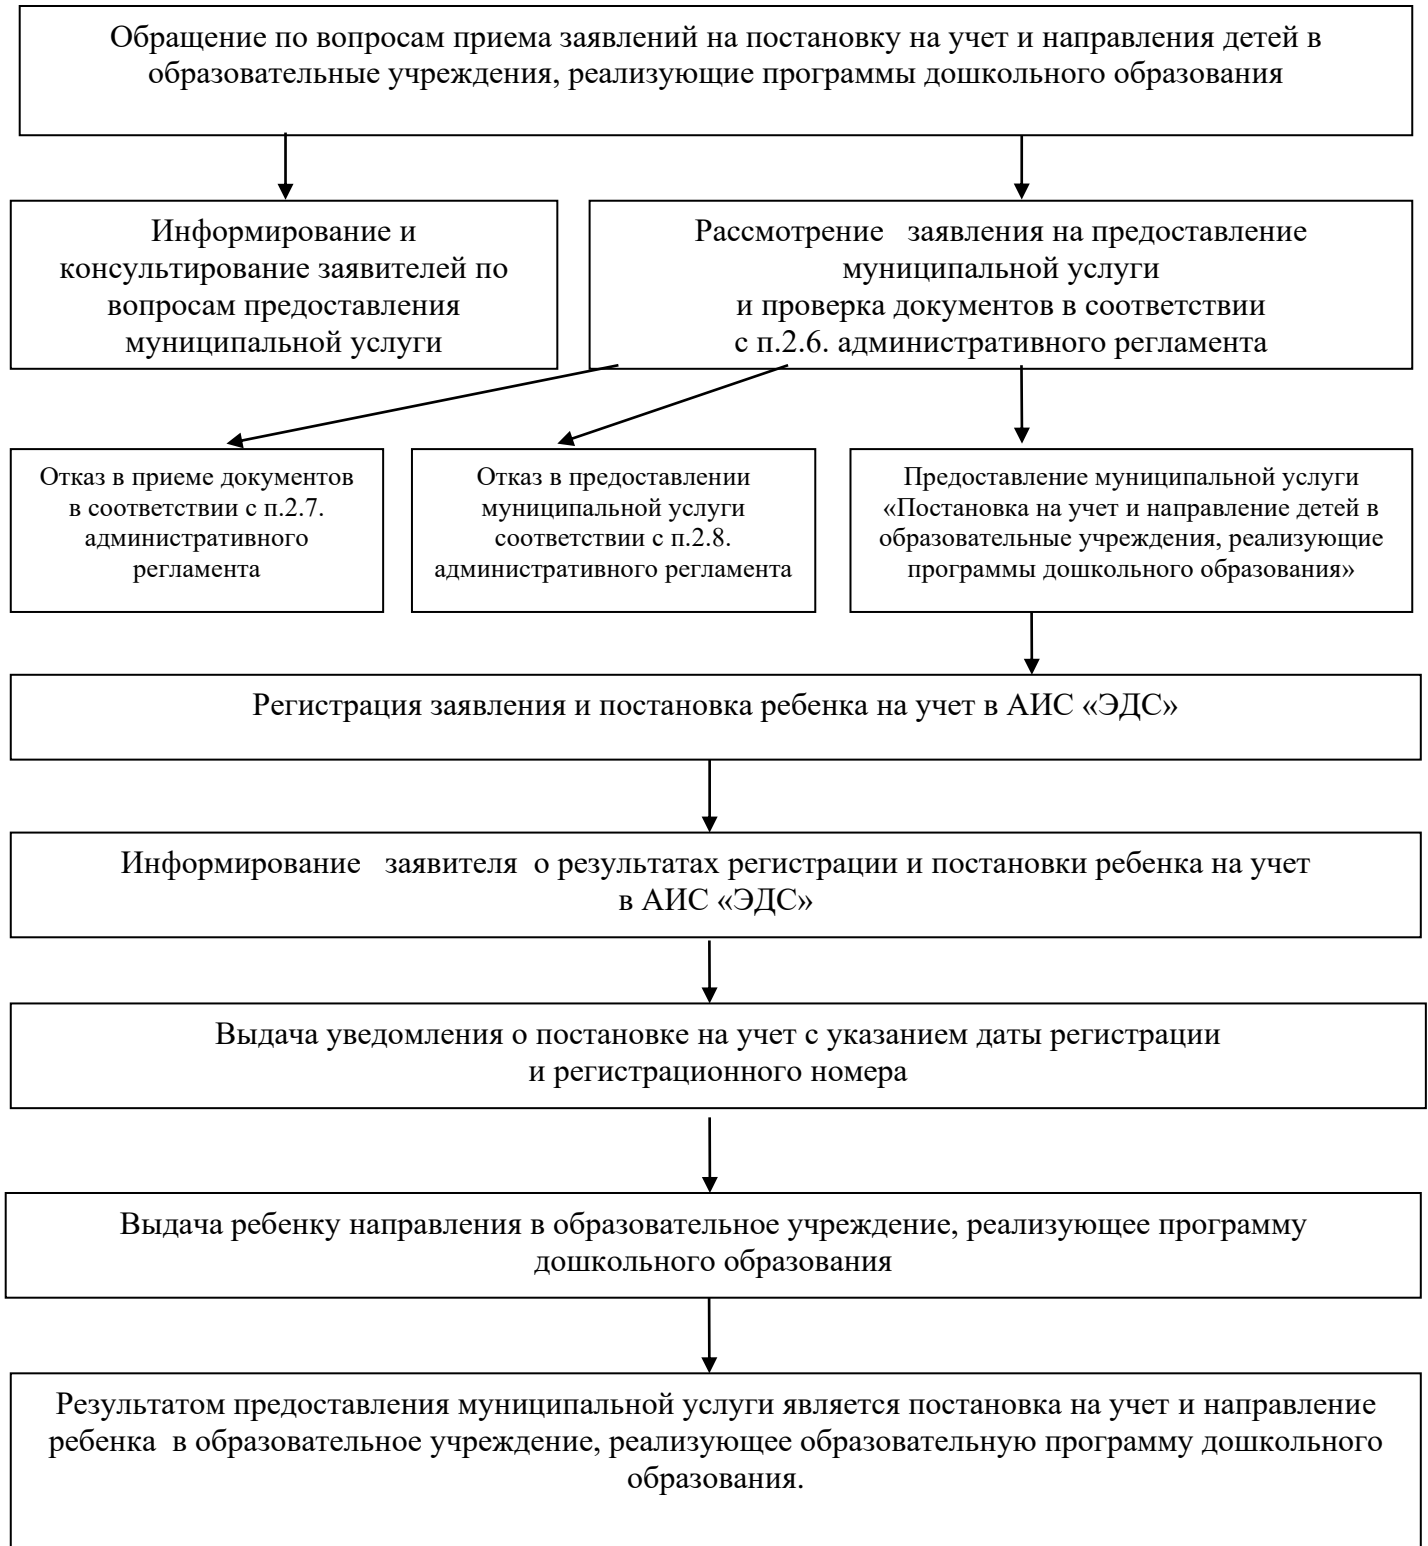 Обращение по вопросам приема заявлений на постановку на учет и направления детей в
образовательные учреждения, реализующие программы дошкольного образования
Информирование и
консультирование заявителей по
вопросам предоставления
муниципальной услуги
Рассмотрение заявления на предоставление
муниципальной услуги
и проверка документов в соответствии
с п.2.6. административного регламента
Отказ в приеме документов
в соответствии с п.2.7.
административного
регламента
Отказ в предоставлении
муниципальной услуги
соответствии с п.2.8.
административного регламента
Предоставление муниципальной услуги
«Постановка на учет и направление детей в
образовательные учреждения, реализующие
программы дошкольного образования»
Регистрация заявления и постановка ребенка на учет в АИС «ЭДС»
Информирование заявителя о результатах регистрации и постановки ребенка на учет
в АИС «ЭДС»
Выдача уведомления о постановке на учет с указанием даты регистрации
и регистрационного номера
Выдача ребенку направления в образовательное учреждение, реализующее программу
дошкольного образования
Результатом предоставления муниципальной услуги является постановка на учет и направление
ребенка в образовательное учреждение, реализующее образовательную программу дошкольного
образования.